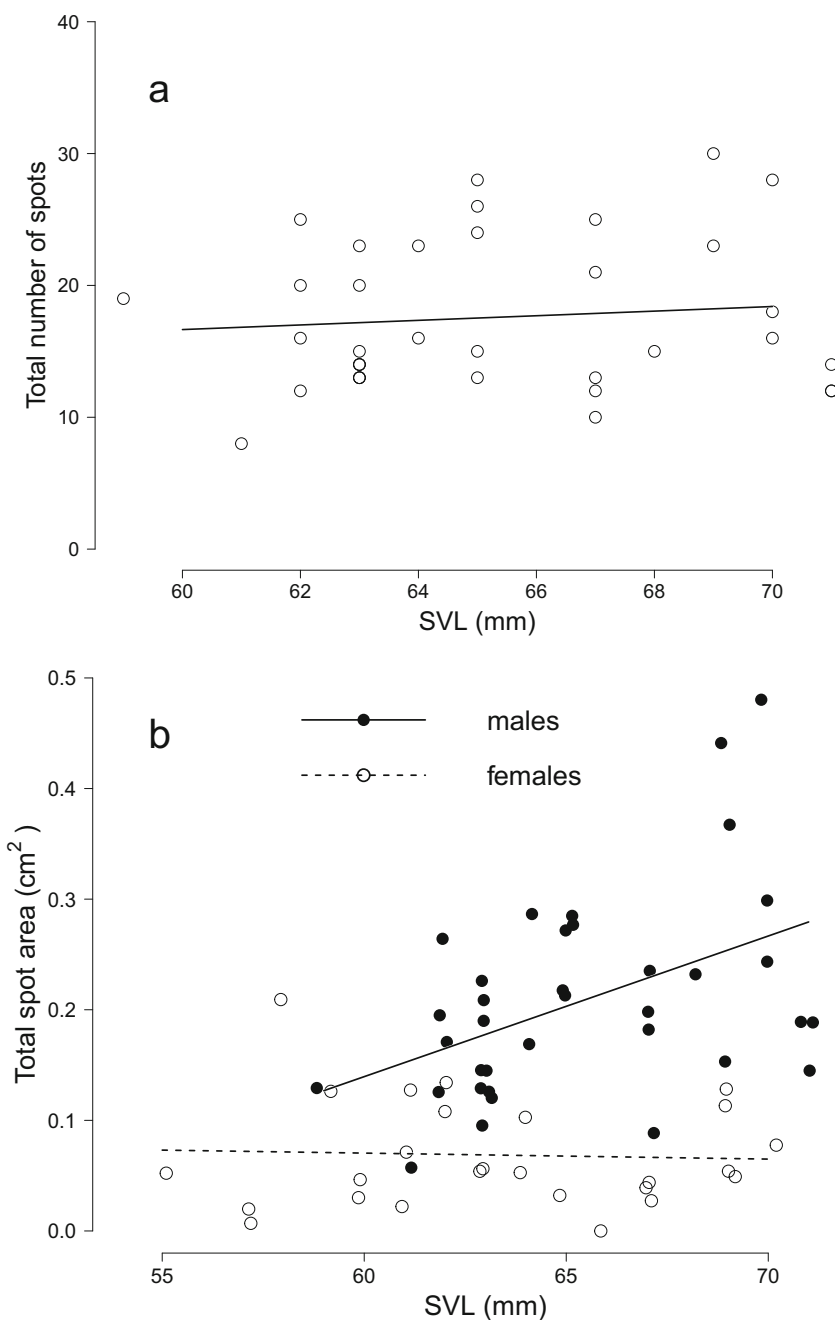 a
Total number of spots
40
30
20
10
0
60 62 64 66 68 70
SVL (mm)
b
males
females
Total spot area (cm²)
0.5
0.4
0.3
0.2
0.1
0.0
55 60 65 70
SVL (mm)